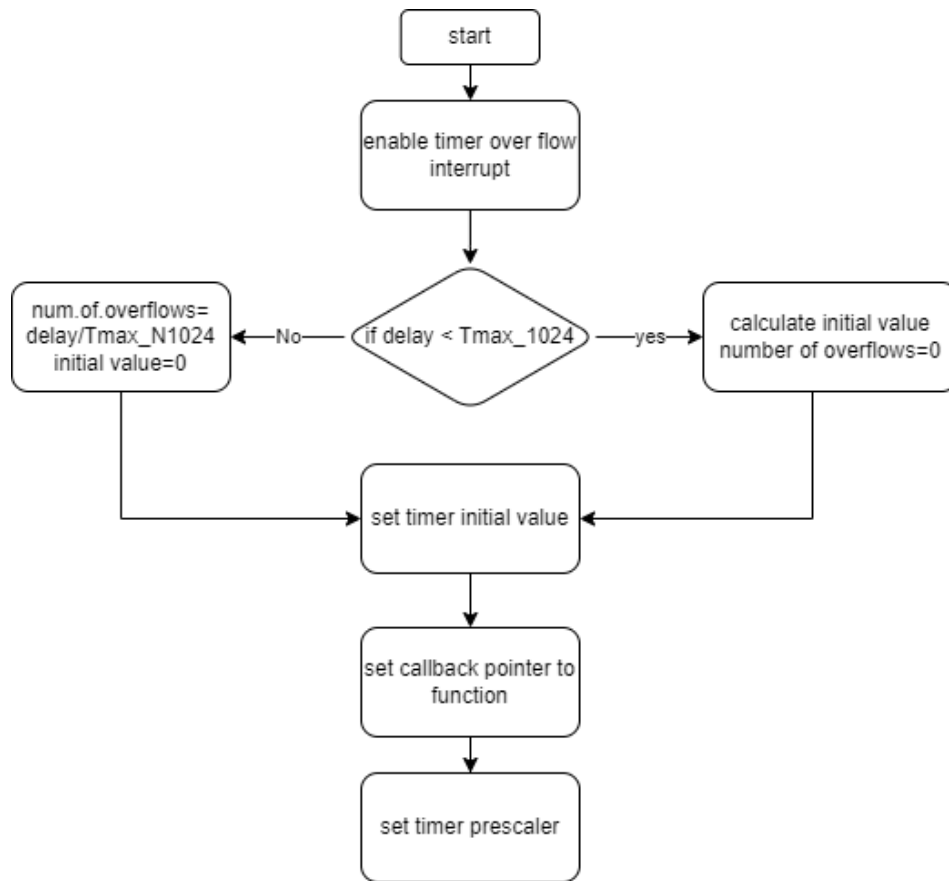 start
enable timer over flow
interrupt
num.of.overflows=
delay/Tmax_N1024
initial value=0
No
if delay < Tmax_1024
yes
calculate initial value
number of overflows=0
set timer initial value
set callback pointer to
function
set timer prescaler